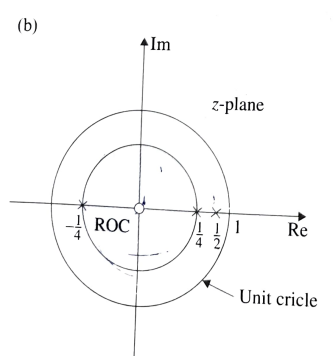 (b)
Im
z-plane
-1/4 ROC 1/4 1/2 1 Re
Unit cricle